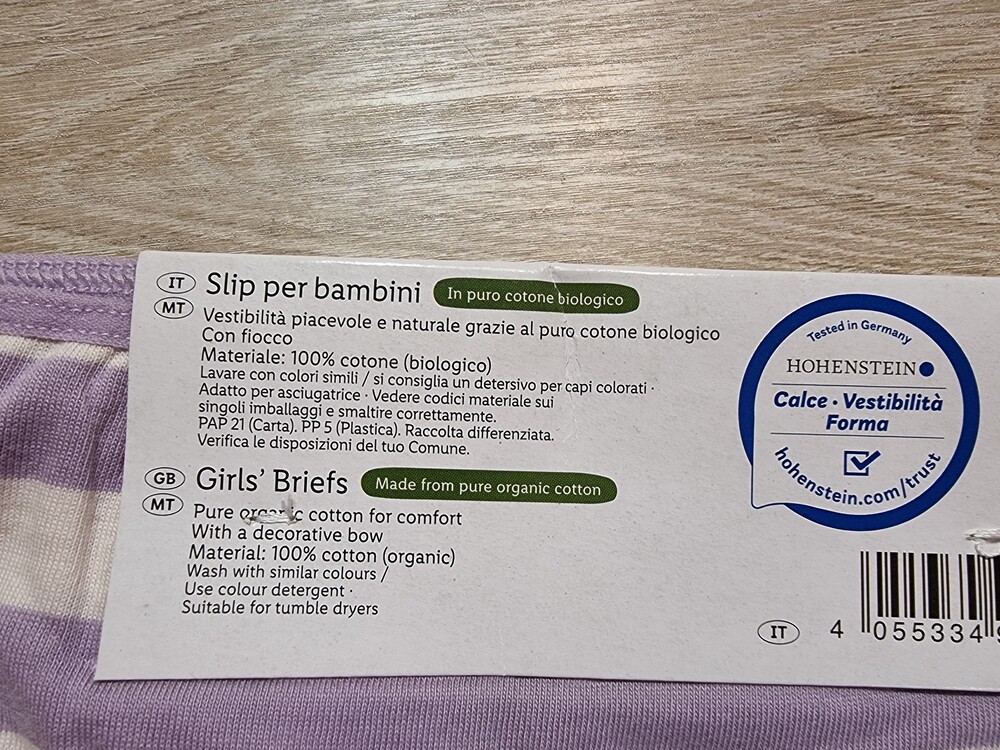 IT
MT
Slip per bambini
In puro cotone biologico
Vestibilità piacevole e naturale grazie al puro cotone biologico
Con fiocco
Materiale: 100% cotone (biologico)
Lavare con colori simili / si consiglia un detersivo per capi colorati ·
Adatto per asciugatrice · Vedere codici materiale sui
singoli imballaggi e smaltire correttamente.
PAP 21 (Carta). PP 5 (Plastica). Raccolta differenziata.
Verifica le disposizioni del tuo Comune.
GB
MT
Girls' Briefs
Made from pure organic cotton
Pure organic cotton for comfort
With a decorative bow
Material: 100% cotton (organic)
Wash with similar colours /
Use colour detergent ·
Suitable for tumble dryers
Tested in Germany
HOHENSTEIN
Calce · Vestibilità
Forma
hohenstein.com/trust
IT
4 055334